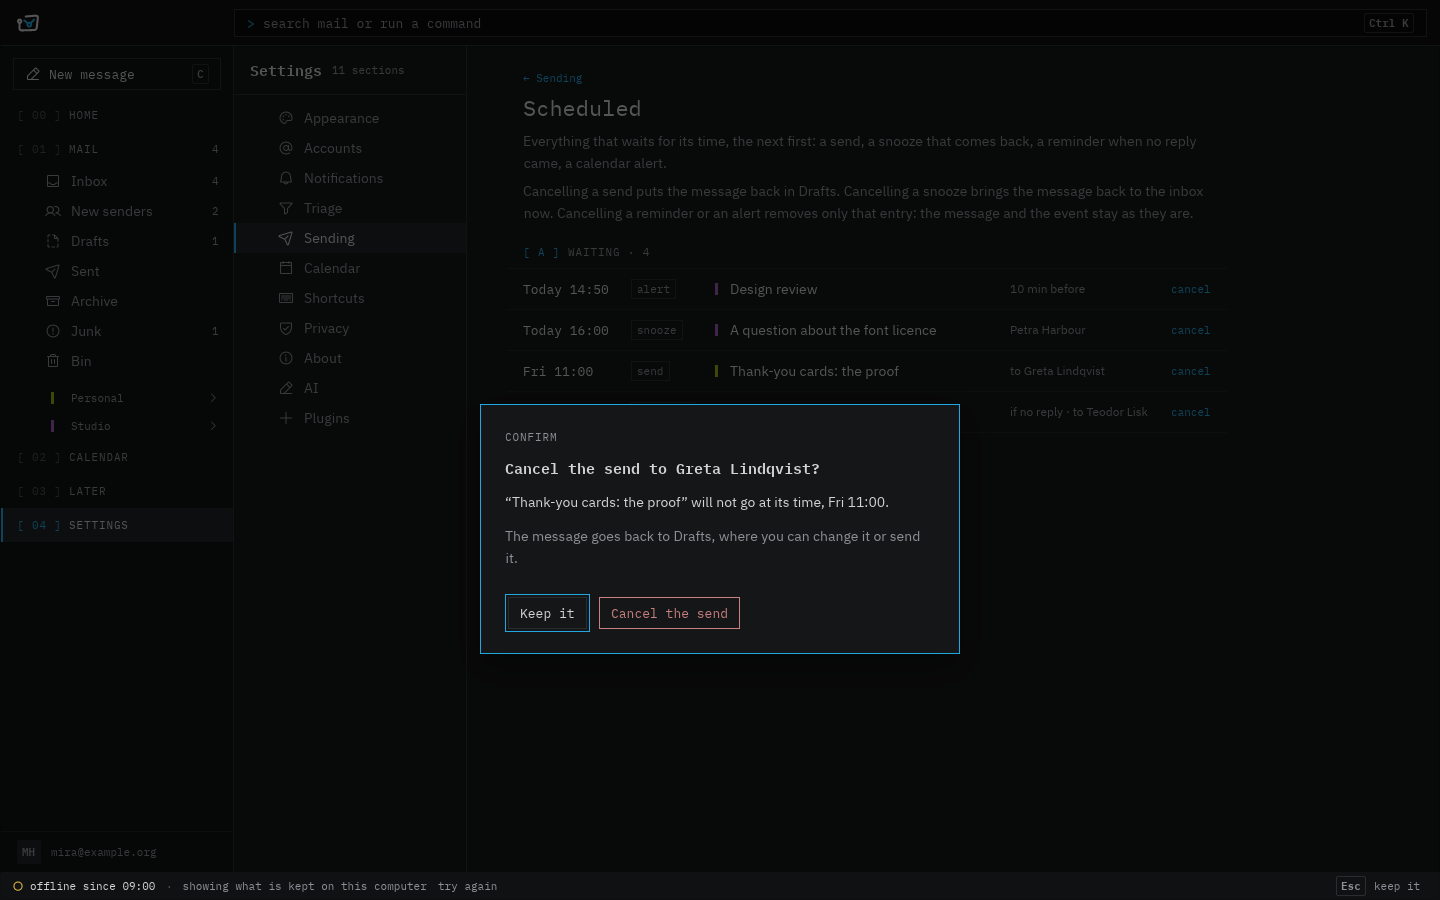 > search mail or run a command
Ctrl K
New message
C
[ 00 ] HOME
[ 01 ] MAIL 4
Inbox 4
New senders 2
Drafts 1
Sent
Archive
Junk 1
Bin
Personal
Studio
[ 02 ] CALENDAR
[ 03 ] LATER
[ 04 ] SETTINGS
MH mira@example.org
Settings 11 sections
Appearance
Accounts
Notifications
Triage
Sending
Calendar
Shortcuts
Privacy
About
AI
Plugins
← Sending
Scheduled
Everything that waits for its time, the next first: a send, a snooze that comes back, a reminder when no reply
came, a calendar alert.
Cancelling a send puts the message back in Drafts. Cancelling a snooze brings the message back to the inbox
now. Cancelling a reminder or an alert removes only that entry: the message and the event stay as they are.
[ A ] WAITING · 4
Today 14:50 alert Design review 10 min before cancel
Today 16:00 snooze A question about the font licence Petra Harbour cancel
Fri 11:00 send Thank-you cards: the proof to Greta Lindqvist cancel
if no reply · to Teodor Lisk cancel
CONFIRM
Cancel the send to Greta Lindqvist?
“Thank-you cards: the proof” will not go at its time, Fri 11:00.
The message goes back to Drafts, where you can change it or send
it.
Keep it
Cancel the send
offline since 09:00 · showing what is kept on this computer try again
Esc keep it